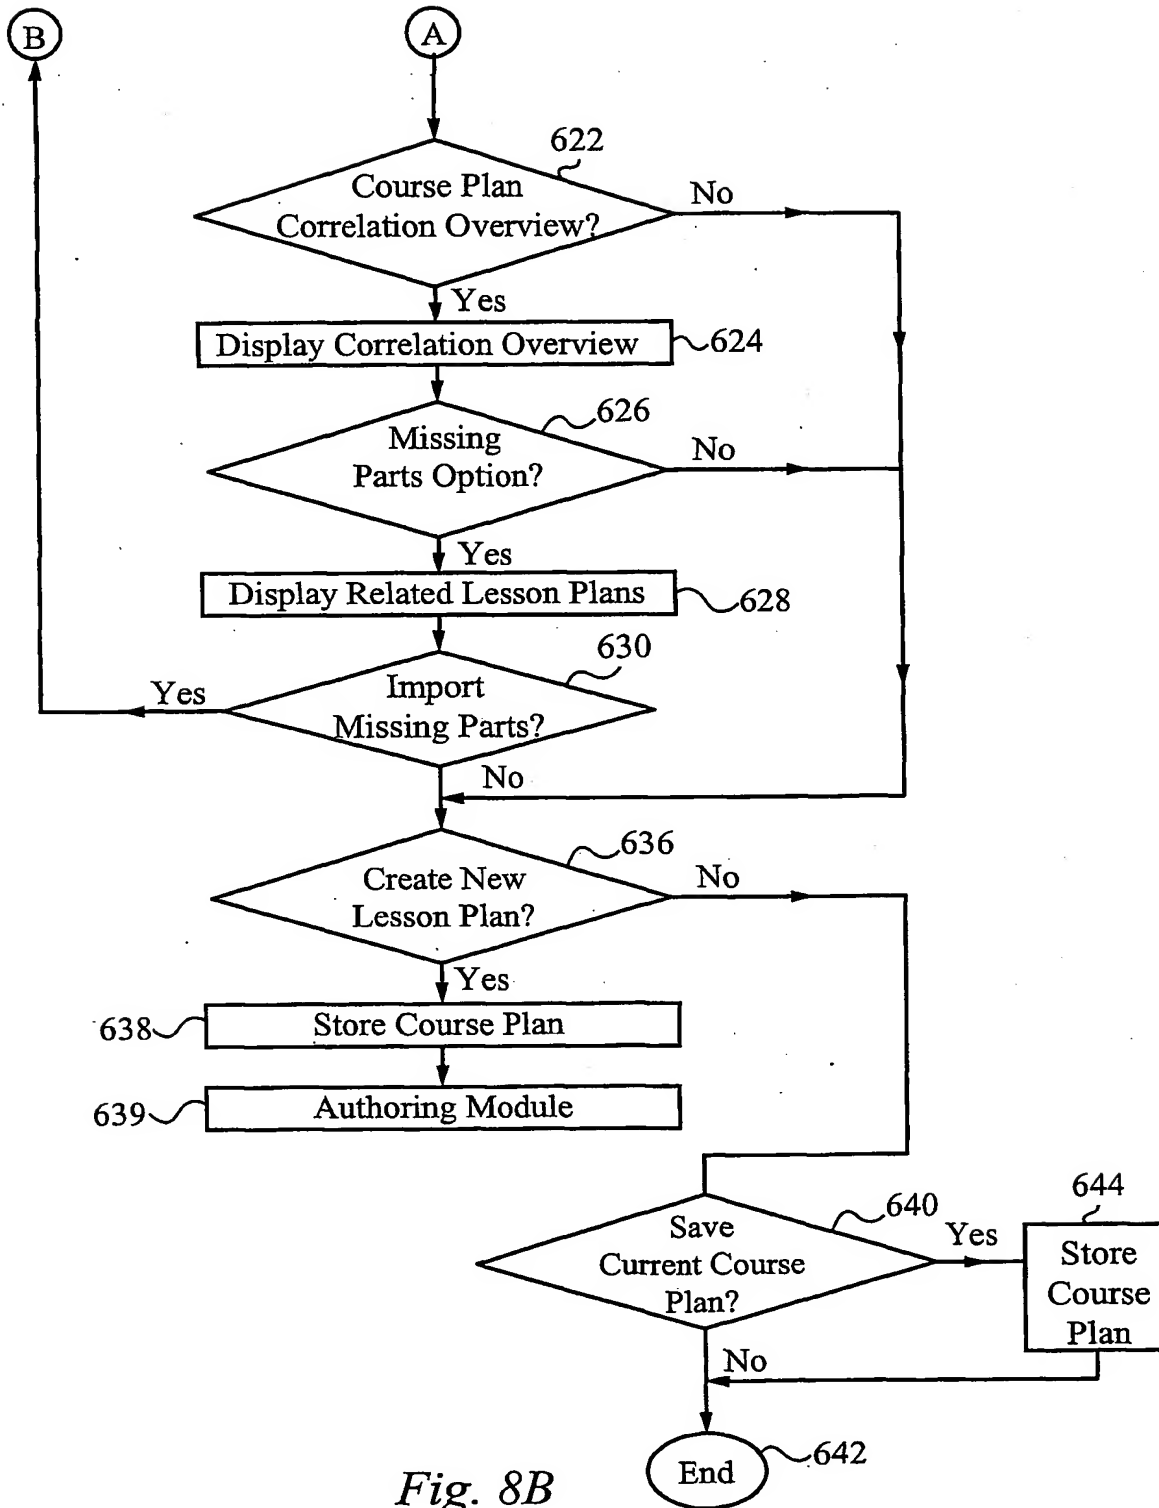 B
A
622
Course Plan
Correlation Overview?
No
Yes
Display Correlation Overview
624
626
Missing
Parts Option?
No
Yes
Display Related Lesson Plans
628
630
Import
Missing Parts?
Yes
No
636
Create New
Lesson Plan?
No
Yes
638
Store Course Plan
639
Authoring Module
640
Save
Current Course
Plan?
Yes
644
Store
Course
Plan
No
End
642
Fig. 8B